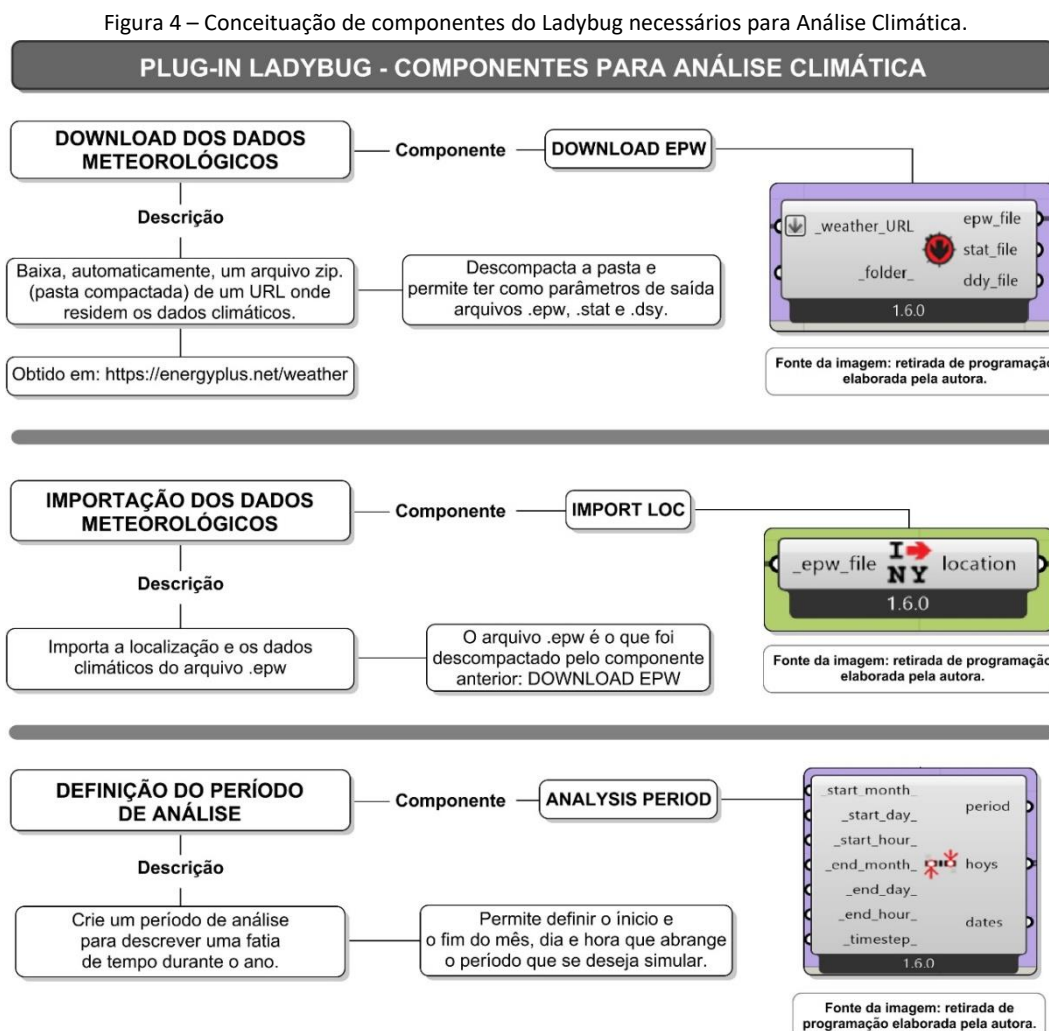 Figura 4 – Conceituação de componentes do Ladybug necessários para Análise Climática.
PLUG-IN LADYBUG - COMPONENTES PARA ANÁLISE CLIMÁTICA
DOWNLOAD DOS DADOS
METEOROLÓGICOS
Componente
DOWNLOAD EPW
Descrição
Baixa, automaticamente, um arquivo zip.
(pasta compactada) de um URL onde
residem os dados climáticos.
Descompacta a pasta e
permite ter como parâmetros de saída
arquivos .epw, .stat e .dsy.
Obtido em: https://energyplus.net/weather
_weather_URL
_folder_
epw_file
stat_file
ddy_file
1.6.0
Fonte da imagem: retirada de programação
elaborada pela autora.
IMPORTAÇÃO DOS DADOS
METEOROLÓGICOS
Componente
IMPORT LOC
Descrição
Importa a localização e os dados
climáticos do arquivo .epw
O arquivo .epw é o que foi
descompactado pelo componente
anterior: DOWNLOAD EPW
_epw_file
I
NY
location
1.6.0
Fonte da imagem: retirada de programação
elaborada pela autora.
DEFINIÇÃO DO PERÍODO
DE ANÁLISE
Componente
ANALYSIS PERIOD
Descrição
Crie um período de análise
para descrever uma fatia
de tempo durante o ano.
Permite definir o ínicio e
o fim do mês, dia e hora que abrange
o período que se deseja simular.
_start_month_
_start_day_
_start_hour_
_end_month_
_end_day_
_end_hour_
_timestep_
period
hoys
dates
1.6.0
Fonte da imagem: retirada de
programação elaborada pela autora.